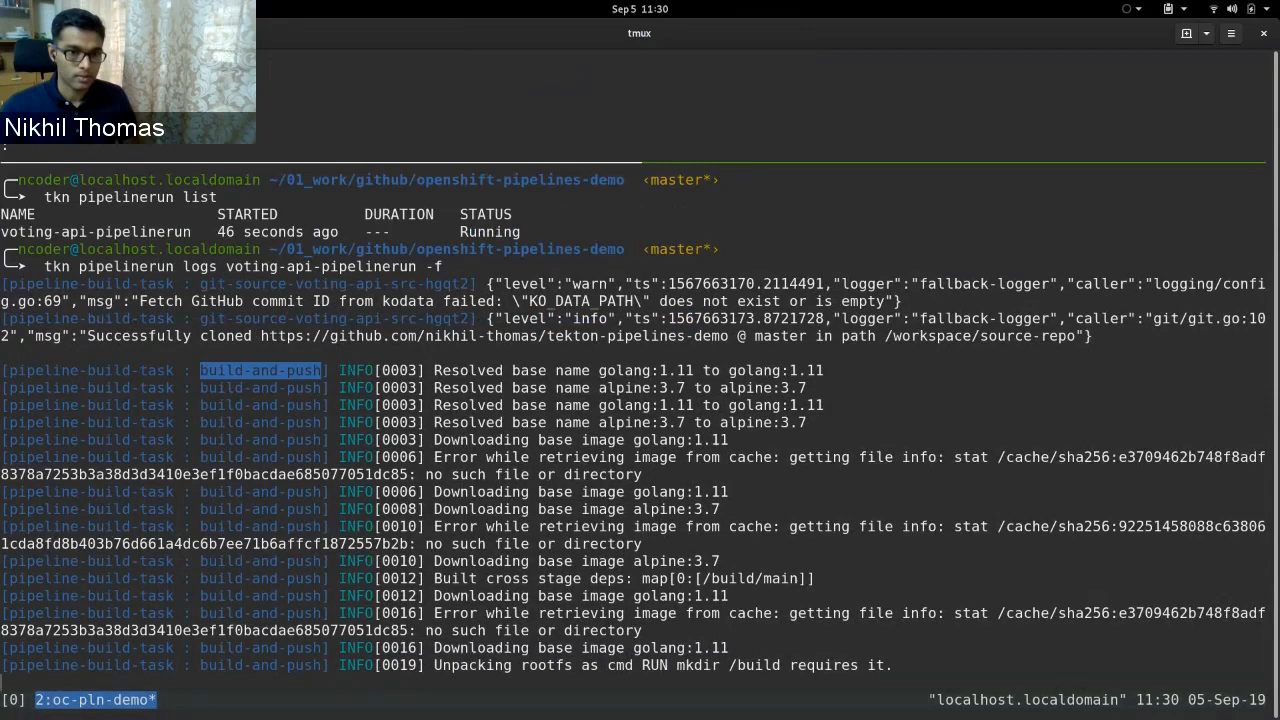 Sep 5 11:30
tmux
Nikhil Thomas
:
ncoder@localhost.localdomain ~/01_work/github/openshift-pipelines-demo ‹master*›
tkn pipelinerun list
NAME STARTED DURATION STATUS
voting-api-pipelinerun 46 seconds ago --- Running
ncoder@localhost.localdomain ~/01_work/github/openshift-pipelines-demo ‹master*›
tkn pipelinerun logs voting-api-pipelinerun -f
[pipeline-build-task : git-source-voting-api-src-hgqt2] {"level":"warn","ts":1567663170.2114491,"logger":"fallback-logger","caller":"logging/confi
g.go:69","msg":"Fetch GitHub commit ID from kodata failed: \"KO_DATA_PATH\" does not exist or is empty"}
[pipeline-build-task : git-source-voting-api-src-hgqt2] {"level":"info","ts":1567663173.8721728,"logger":"fallback-logger","caller":"git/git.go:10
2","msg":"Successfully cloned https://github.com/nikhil-thomas/tekton-pipelines-demo @ master in path /workspace/source-repo"}
[pipeline-build-task : build-and-push] INFO[0003] Resolved base name golang:1.11 to golang:1.11
[pipeline-build-task : build-and-push] INFO[0003] Resolved base name alpine:3.7 to alpine:3.7
[pipeline-build-task : build-and-push] INFO[0003] Resolved base name golang:1.11 to golang:1.11
[pipeline-build-task : build-and-push] INFO[0003] Resolved base name alpine:3.7 to alpine:3.7
[pipeline-build-task : build-and-push] INFO[0003] Downloading base image golang:1.11
[pipeline-build-task : build-and-push] INFO[0006] Error while retrieving image from cache: getting file info: stat /cache/sha256:e3709462b748f8adf
8378a7253b3a38d3d3410e3ef1f0bacdae685077051dc85: no such file or directory
[pipeline-build-task : build-and-push] INFO[0006] Downloading base image golang:1.11
[pipeline-build-task : build-and-push] INFO[0008] Downloading base image alpine:3.7
[pipeline-build-task : build-and-push] INFO[0010] Error while retrieving image from cache: getting file info: stat /cache/sha256:92251458088c63806
1cda8fd8b403b76d661a4dc6b7ee71b6affcf1872557b2b: no such file or directory
[pipeline-build-task : build-and-push] INFO[0010] Downloading base image alpine:3.7
[pipeline-build-task : build-and-push] INFO[0012] Built cross stage deps: map[0:[/build/main]]
[pipeline-build-task : build-and-push] INFO[0012] Downloading base image golang:1.11
[pipeline-build-task : build-and-push] INFO[0016] Error while retrieving image from cache: getting file info: stat /cache/sha256:e3709462b748f8adf
8378a7253b3a38d3d3410e3ef1f0bacdae685077051dc85: no such file or directory
[pipeline-build-task : build-and-push] INFO[0016] Downloading base image golang:1.11
[pipeline-build-task : build-and-push] INFO[0019] Unpacking rootfs as cmd RUN mkdir /build requires it.
[0] 2:oc-pln-demo* "localhost.localdomain" 11:30 05-Sep-19